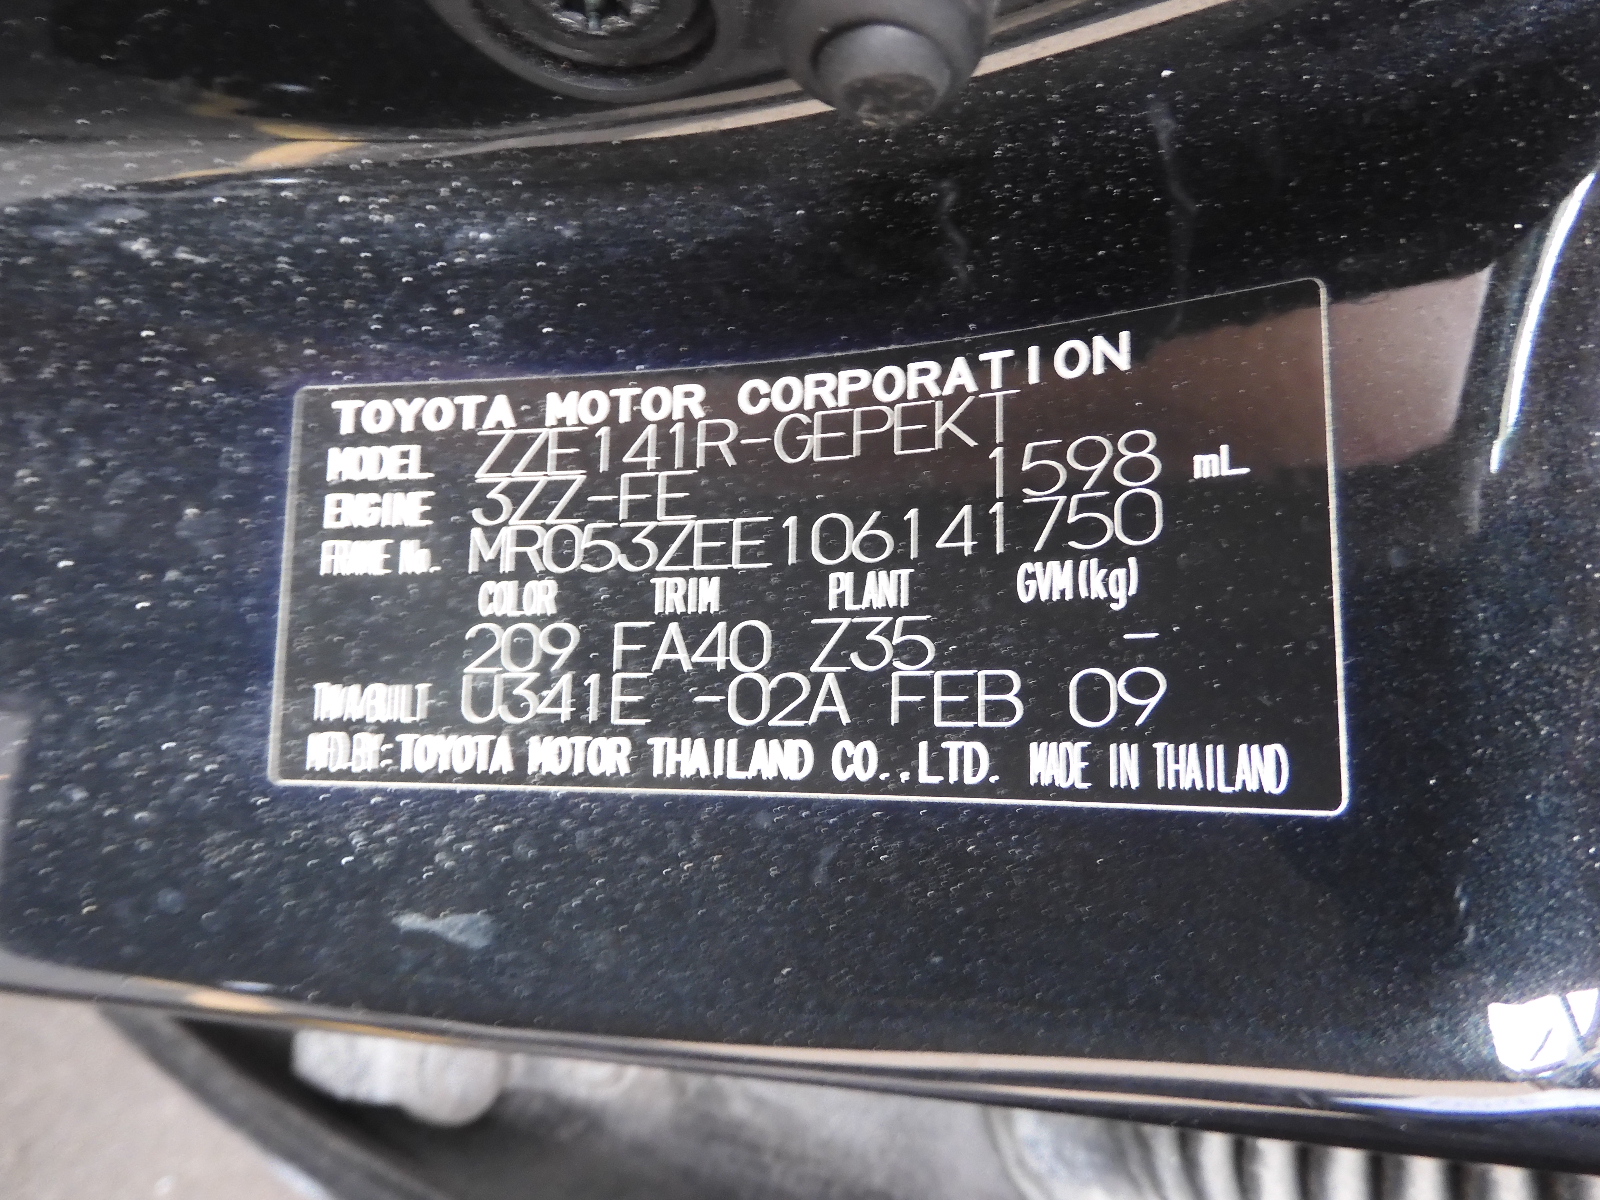 TOYOTA MOTOR CORPORATION
MODEL ZZE141R-GEPEKT
ENGINE 3ZZ-FE 1598 mL
FRAME No. MR053ZEE106141750
COLOR TRIM PLANT GVM(kg)
209 FA40 Z35 –
T/M/A/BUILT U341E -02A FEB 09
MFD.BY:TOYOTA MOTOR THAILAND CO.,LTD. MADE IN THAILAND